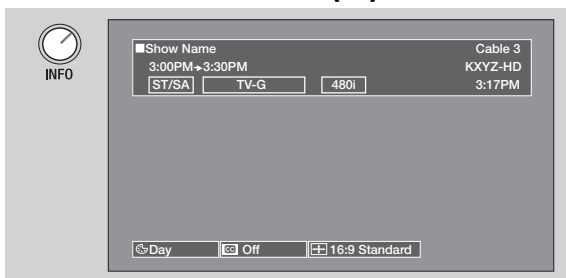 INFO
■Show Name Cable 3
3:00PM→3:30PM KXYZ-HD
ST/SA TV-G 480i 3:17PM
Day CC Off 16:9 Standard